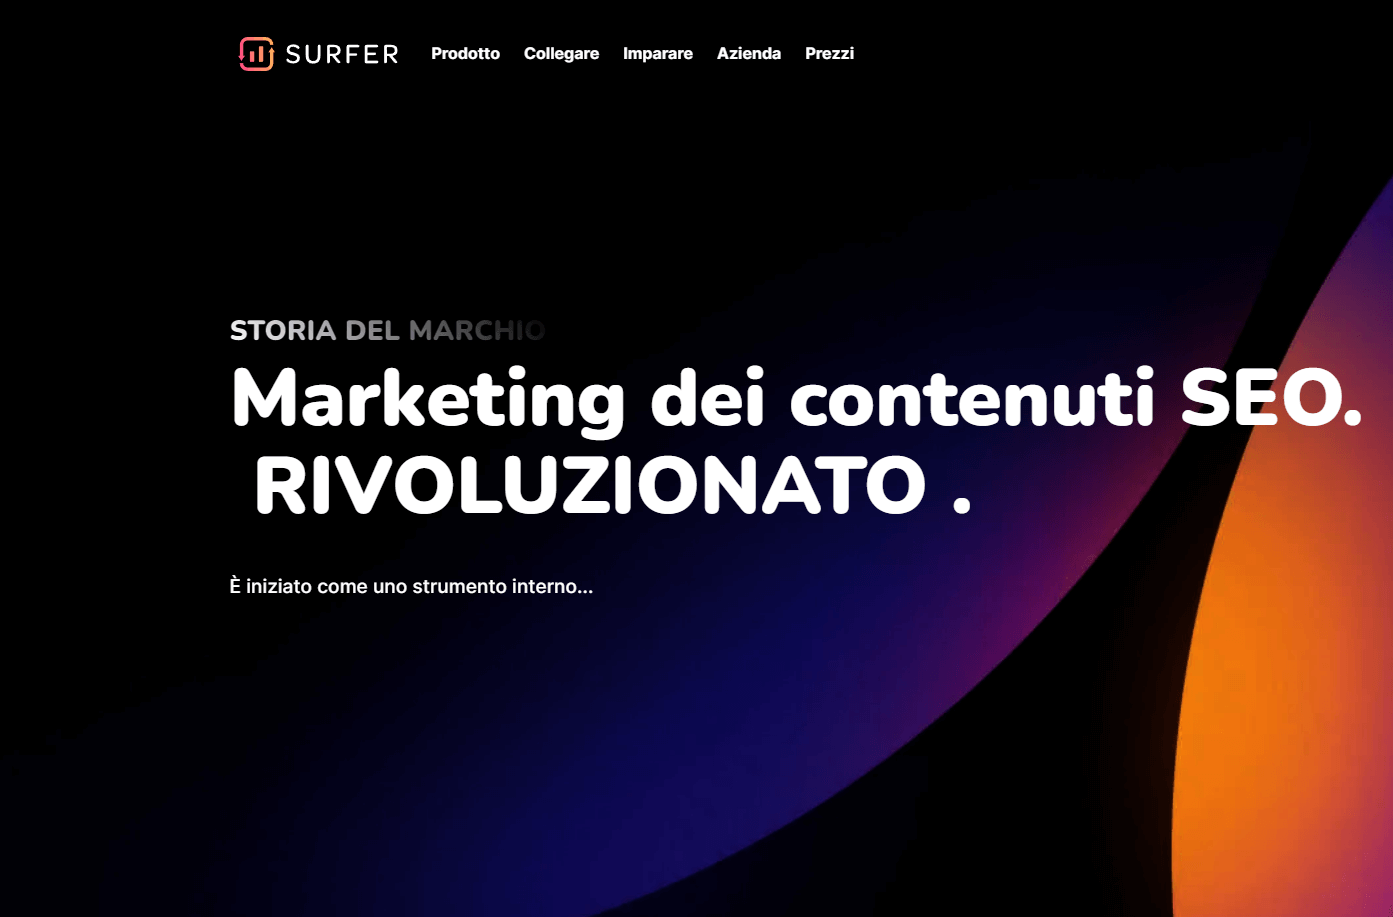 SURFER Prodotto Collegare Imparare Azienda Prezzi
STORIA DEL MARCHIO
Marketing dei contenuti SEO.
RIVOLUZIONATO .
È iniziato come uno strumento interno...